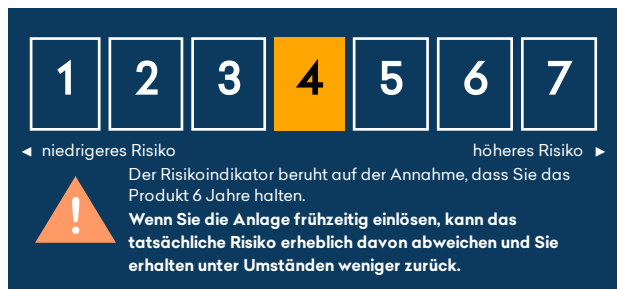 1 2 3 4 5 6 7
◄ niedrigeres Risiko höheres Risiko ►
Der Risikoindikator beruht auf der Annahme, dass Sie das
Produkt 6 Jahre halten.
Wenn Sie die Anlage frühzeitig einlösen, kann das
tatsächliche Risiko erheblich davon abweichen und Sie
erhalten unter Umständen weniger zurück.
!